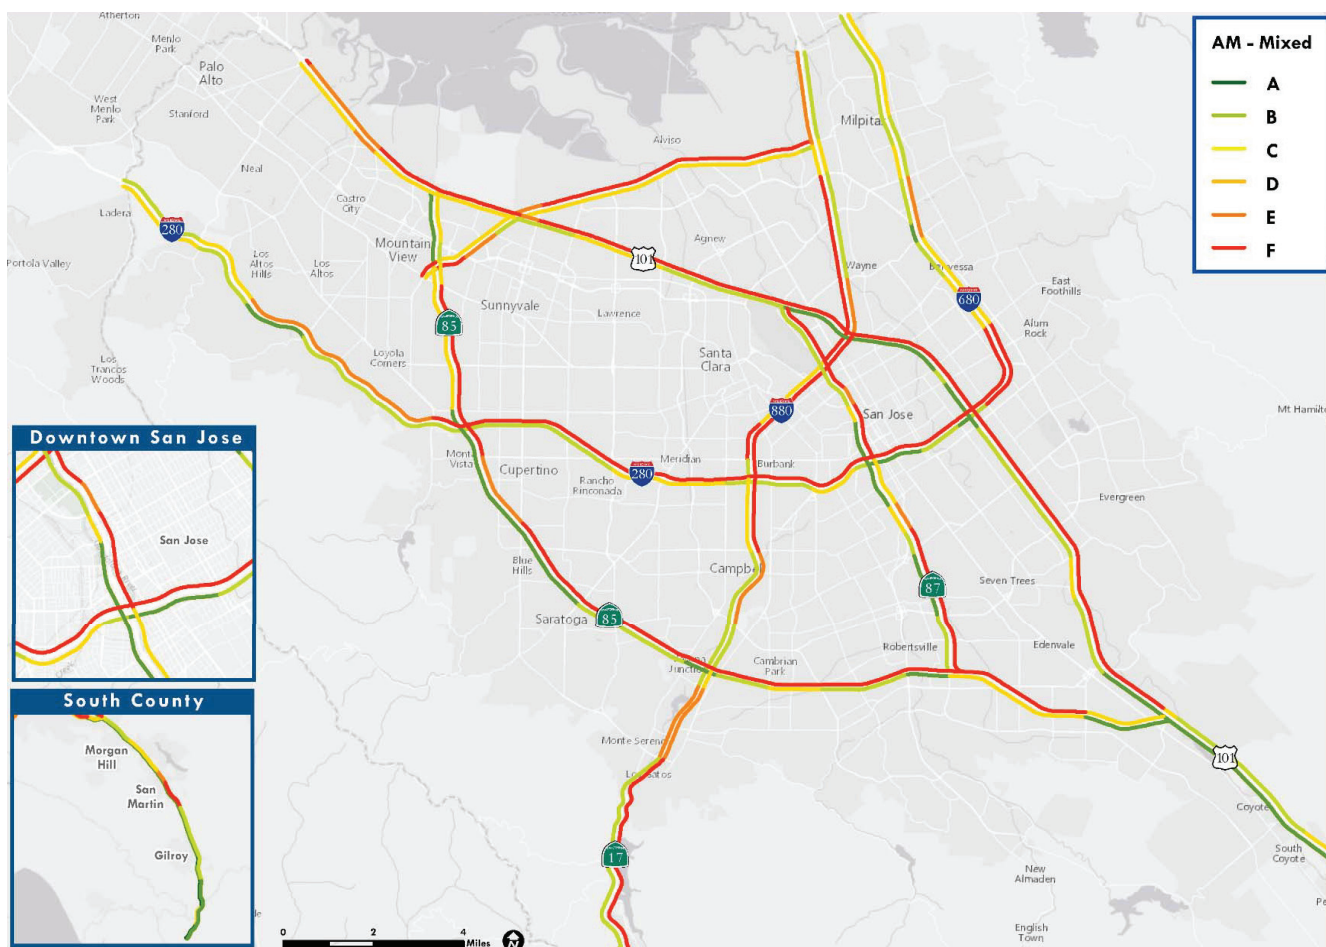 Atherton
Menlo
Park
Palo
Alto
West
Menlo
Park
Stanford
Alviso
Milpitas
Neal
Castro
City
Ladera
280
Mountain
View
Agnew
101
Los
Altos
Hills
Los
Altos
Portola Valley
Wayne
Berryessa
East
Foothills
680
Sunnyvale
Lawrence
85
Alum
Rock
Loyola
Corners
Santa
Clara
Los
Trancos
Woods
880
San Jose
Mt Hamilt
Monta
Vista
Cupertino
Meridian
Burbank
280
Rancho
Rinconada
Evergreen
Blue
Hills
Campbell
Seven Trees
87
Saratoga
85
Robertsville
Edenvale
Cambrian
Park
Junction
Monte Sereno
Los Gatos
101
Coyote
South
Coyote
17
New
Almaden
Pe
English
Town
AM - Mixed
A
B
C
D
E
F
Downtown San Jose
San Jose
South County
Morgan
Hill
San
Martin
Gilroy
0 2 4
Miles
N